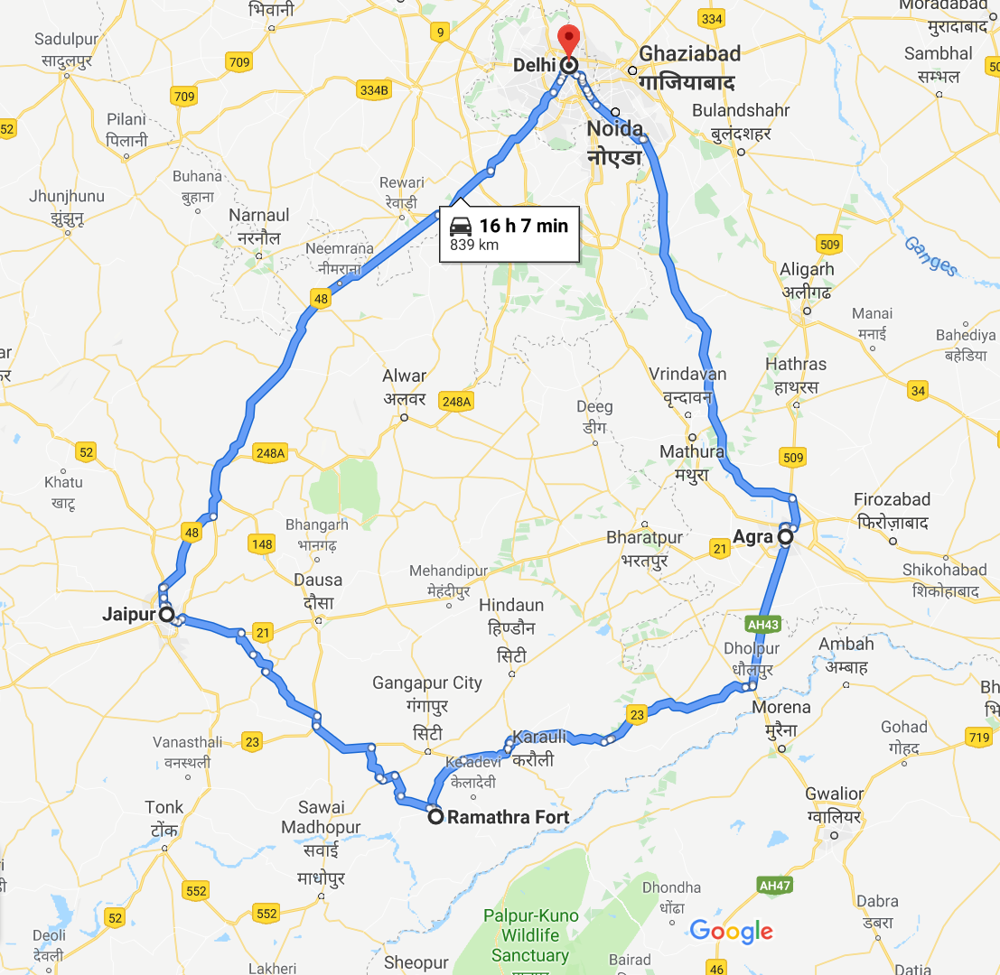 भिवानी
334
Moradabad
मुरादाबाद
Sadulpur
सादुलपुर
9
709
Delhi
Ghaziabad
गाजियाबाद
Sambhal
सम्भल
709
334B
52
Pilani
पिलानी
Noida
नोएडा
Bulandshahr
बुलंदशहर
Buhana
बुहाना
Rewari
रेवाड़ी
Jhunjhunu
झुंझुनू
Narnaul
नरनौल
16 h 7 min
839 km
Neemrana
नीमराना
509
Ganges
Aligarh
अलीगढ
48
Manai
मनाई
Bahediya
बहेडिया
Alwar
अलवर
248A
Vrindavan
वृन्दावन
Hathras
हाथरस
34
Deeg
डीग
52
248A
Mathura
मथुरा
509
Khatu
खाटू
Firozabad
फिरोज़ाबाद
48
148
Bhangarh
भानगढ़
Bharatpur
भरतपुर
21
Agra
Mehandipur
मेहंदीपुर
Dausa
दौसा
Shikohabad
शिकोहाबाद
Jaipur
21
Hindaun
हिण्डौन
सिटी
AH43
Dholpur
धौलपुर
Ambah
अम्बाह
Gangapur City
गंगापुर
सिटी
23
Morena
मुरैना
Vanasthali
वनस्थली
23
Karauli
करौली
Gohad
गोहद
719
Keladevi
केलादेवी
Tonk
टोंक
Sawai
Madhopur
सवाई
माधोपुर
Ramathra Fort
Gwalior
ग्वालियर
552
552
52
AH47
Dhondha
धोंढा
Dabra
डबरा
Palpur-Kuno
Wildlife
Sanctuary
Google
Deoli
देवली
Lakheri
Sheopur
Bairad
46
Datia